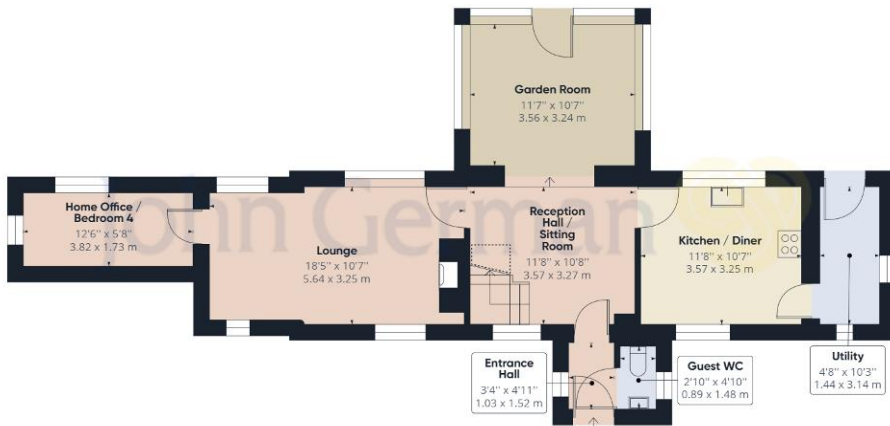 Garden Room
11'7" x 10'7"
3.56 x 3.24 m
Home Office /
Bedroom 4
12'6" x 5'8"
3.82 x 1.73 m
Lounge
18'5" x 10'7"
5.64 x 3.25 m
Reception
Hall /
Sitting
Room
11'8" x 10'8"
3.57 x 3.27 m
Kitchen / Diner
11'8" x 10'7"
3.57 x 3.25 m
Entrance
Hall
3'4" x 4'11"
1.03 x 1.52 m
Guest WC
2'10" x 4'10"
0.89 x 1.48 m
Utility
4'8" x 10'3"
1.44 x 3.14 m
John German